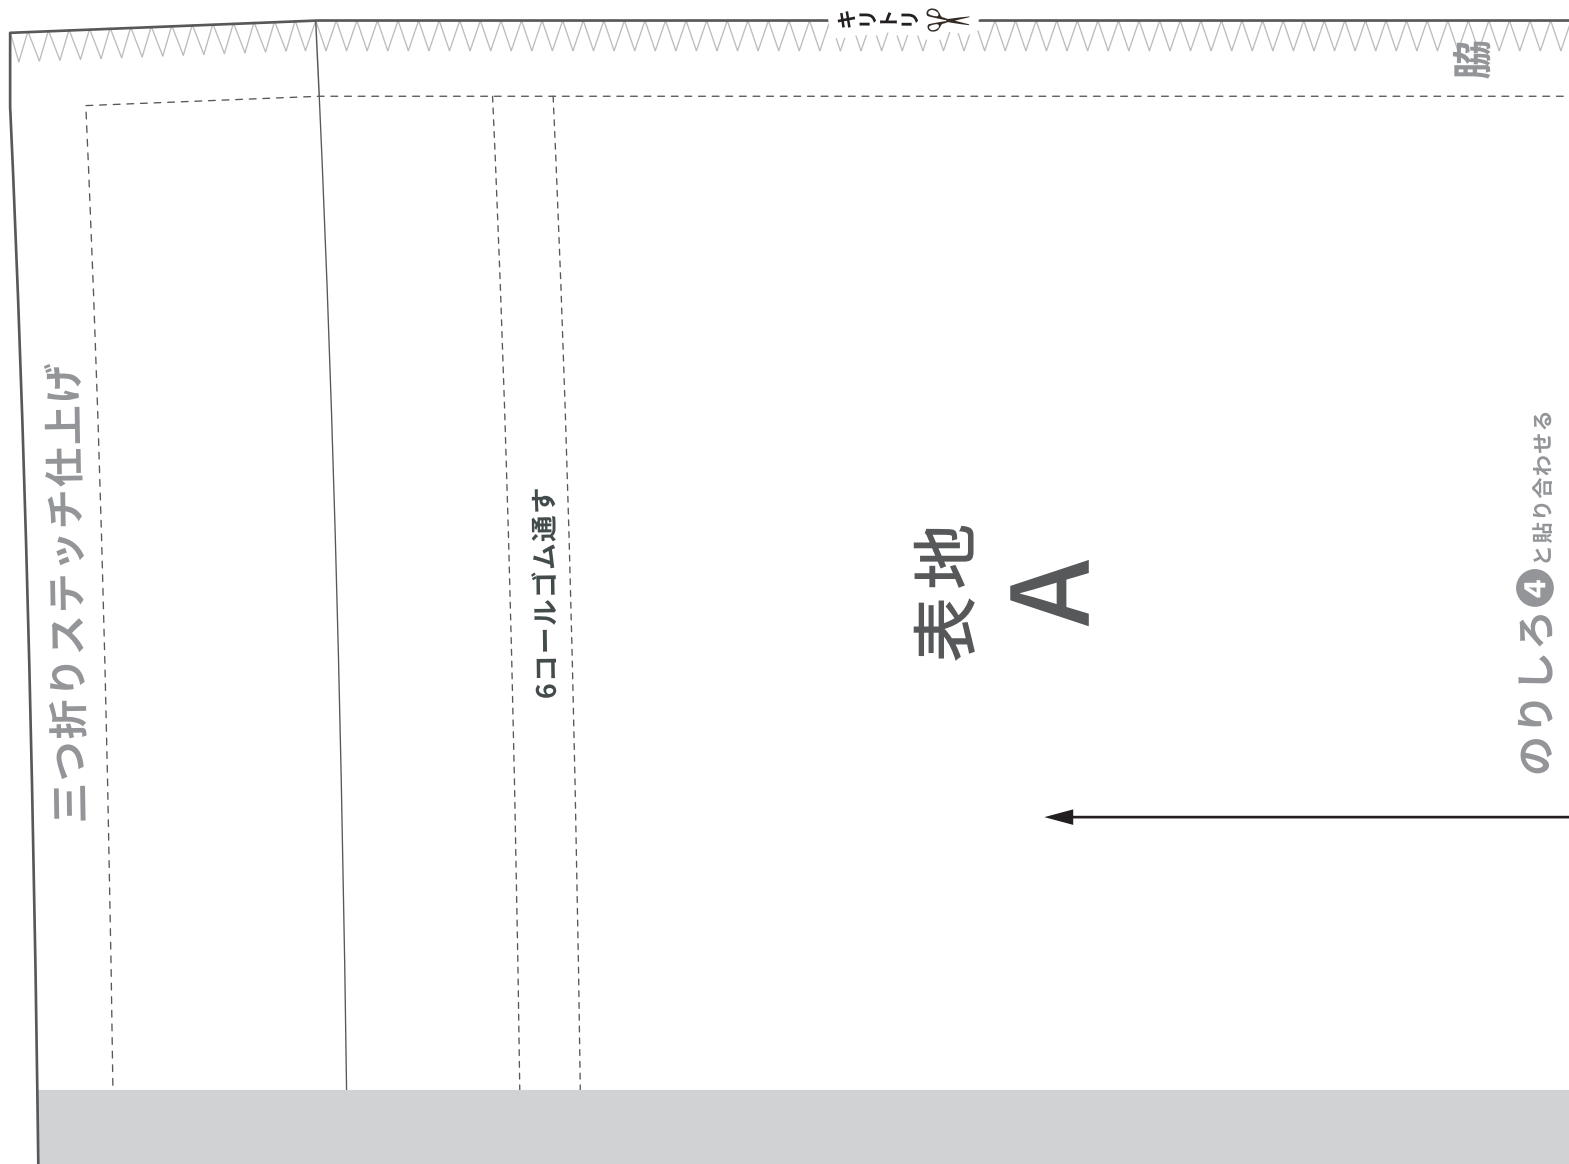 キリトリ
脇
三つ折りステッチ仕上げ
6コールゴム通す
表地
A
のりしろ4と貼り合わせる